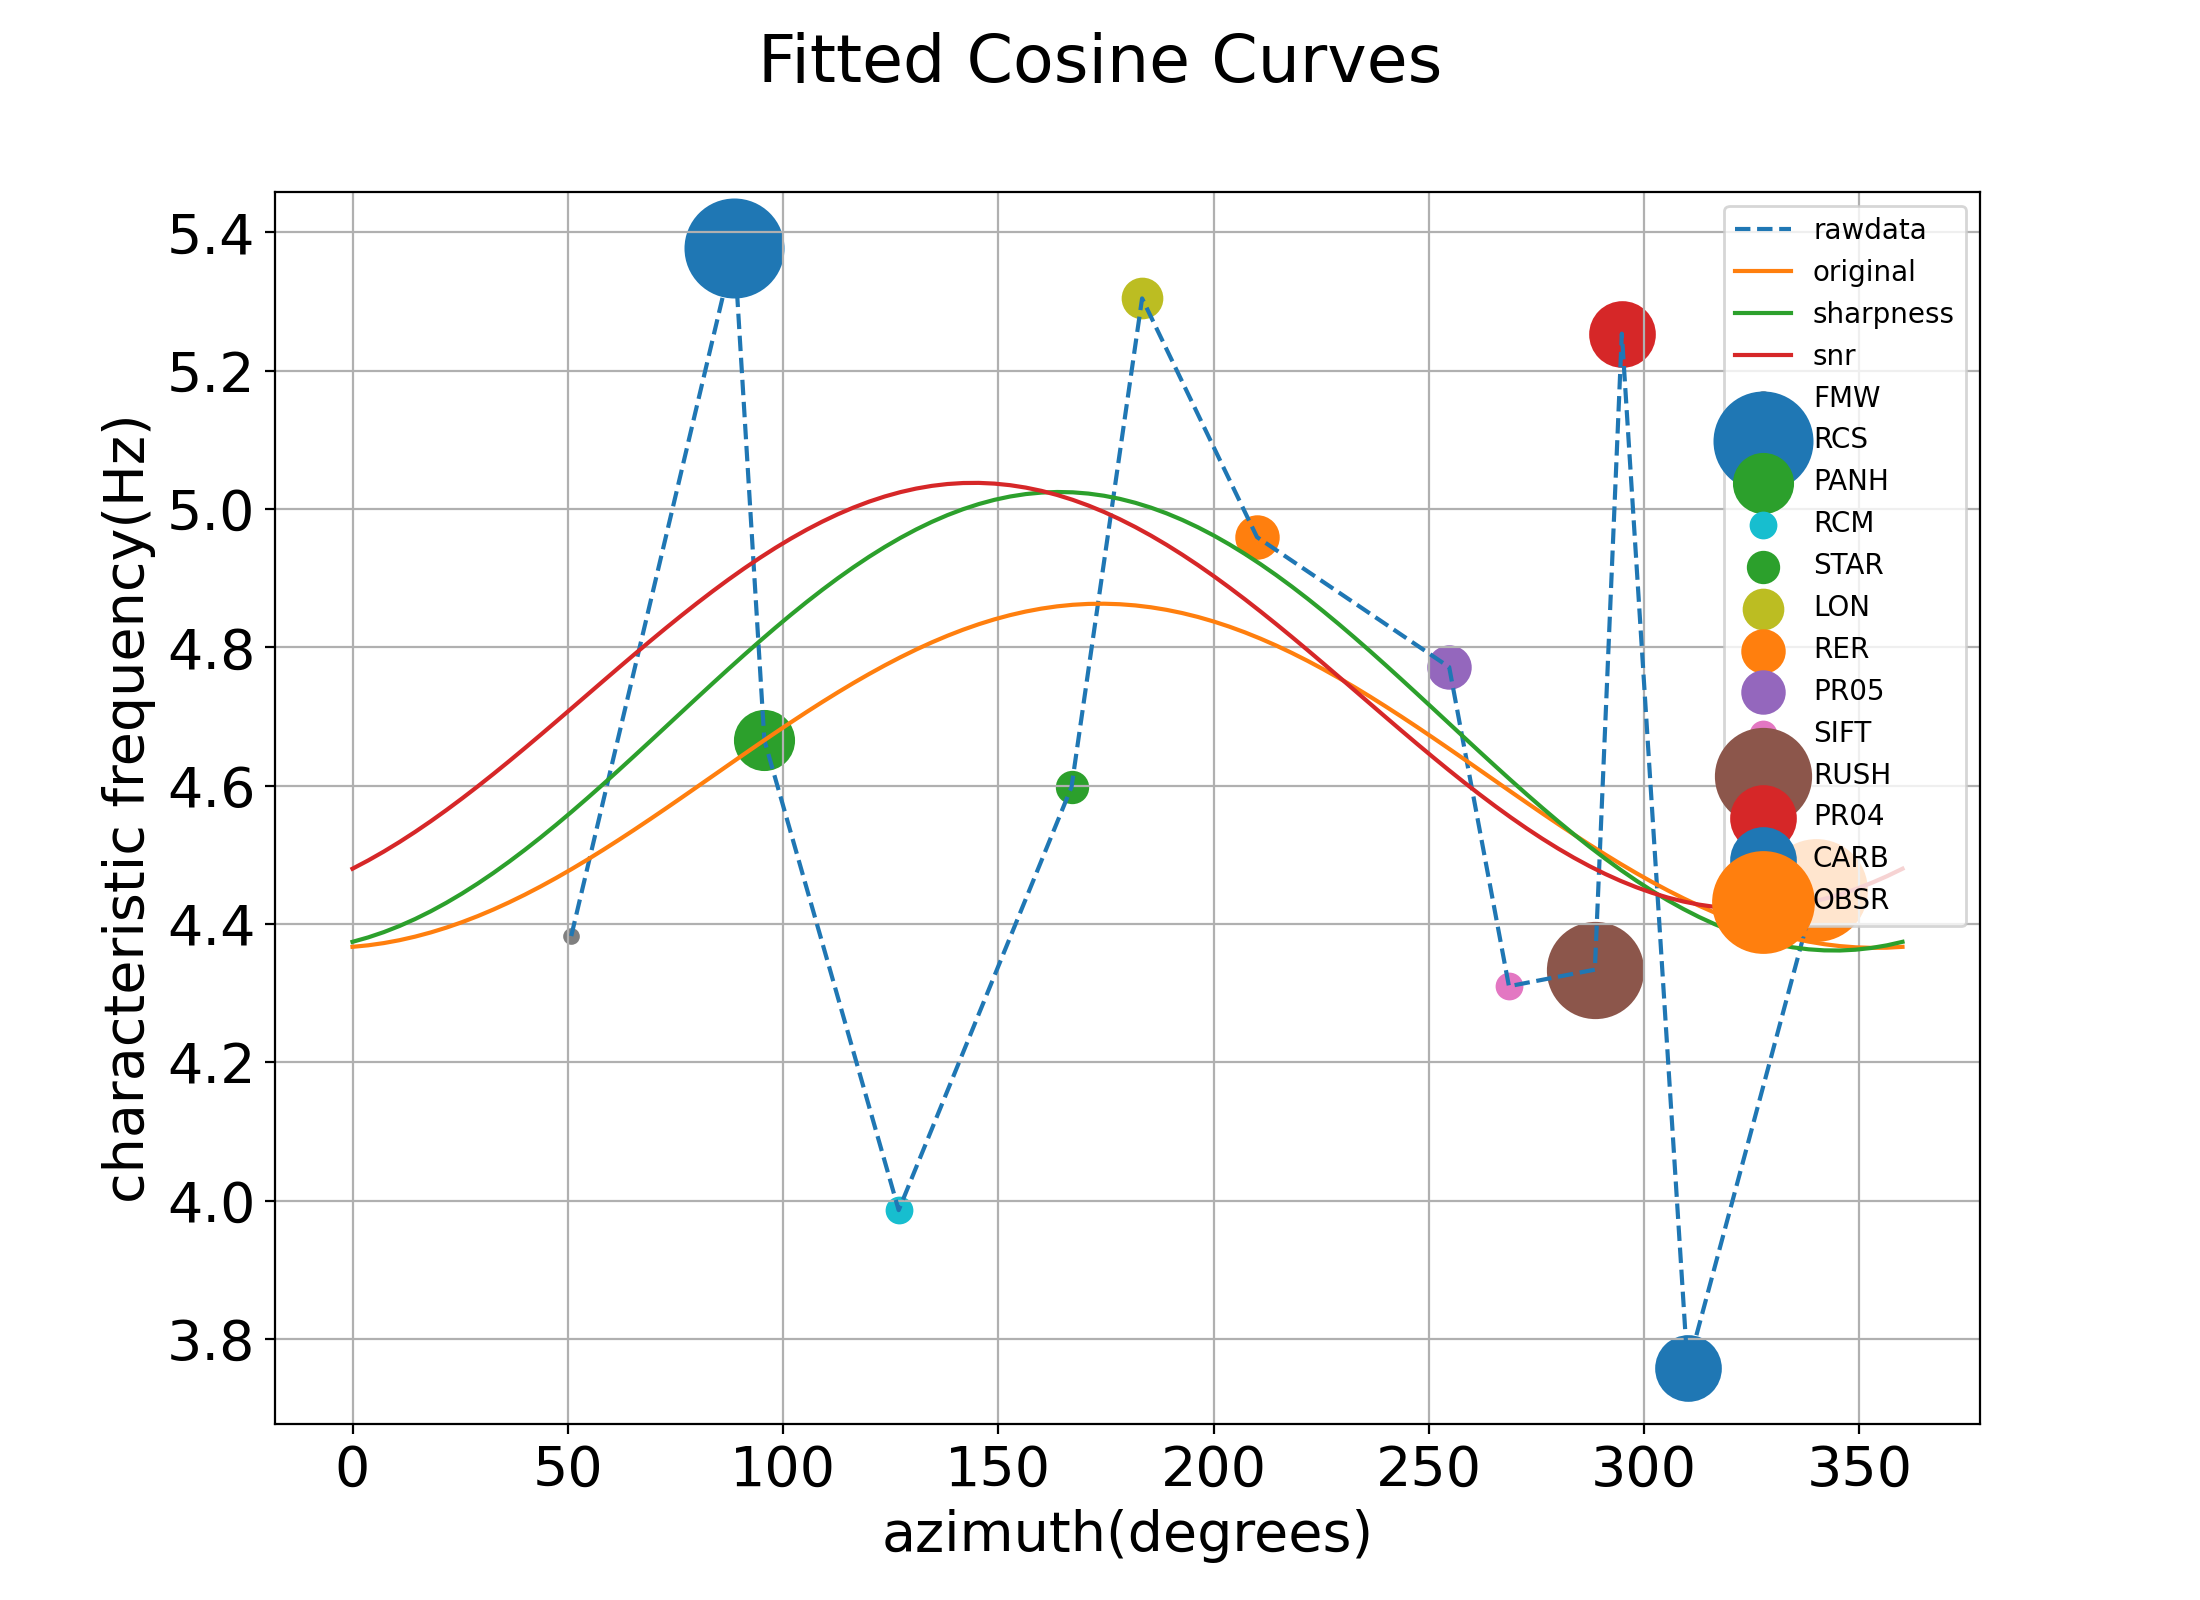 Fitted Cosine Curves
characteristic frequency(Hz)
5.4
5.2
5.0
4.8
4.6
4.4
4.2
4.0
3.8
rawdata
original
sharpness
snr
FMW
RCS
PANH
RCM
STAR
LON
RER
PR05
SIFT
RUSH
PR04
CARB
OBSR
0 50 100 150 200 250 300 350
azimuth(degrees)